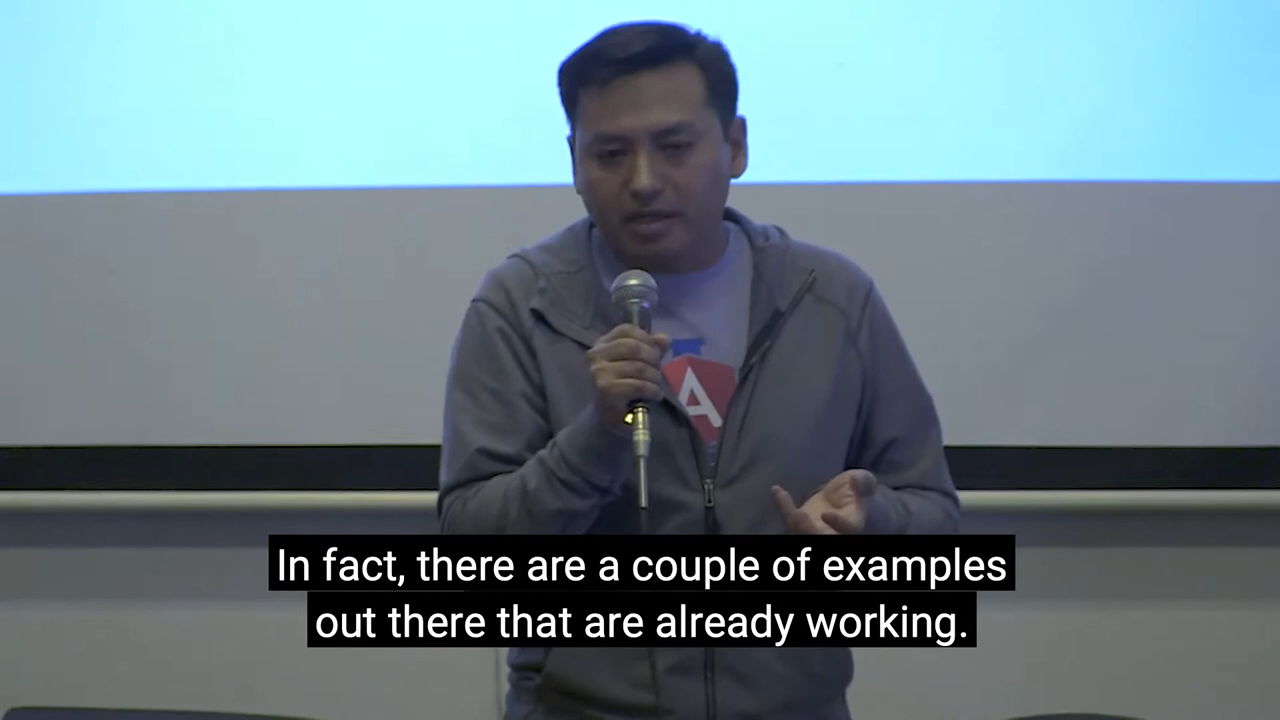 A
In fact, there are a couple of examples
out there that are already working.